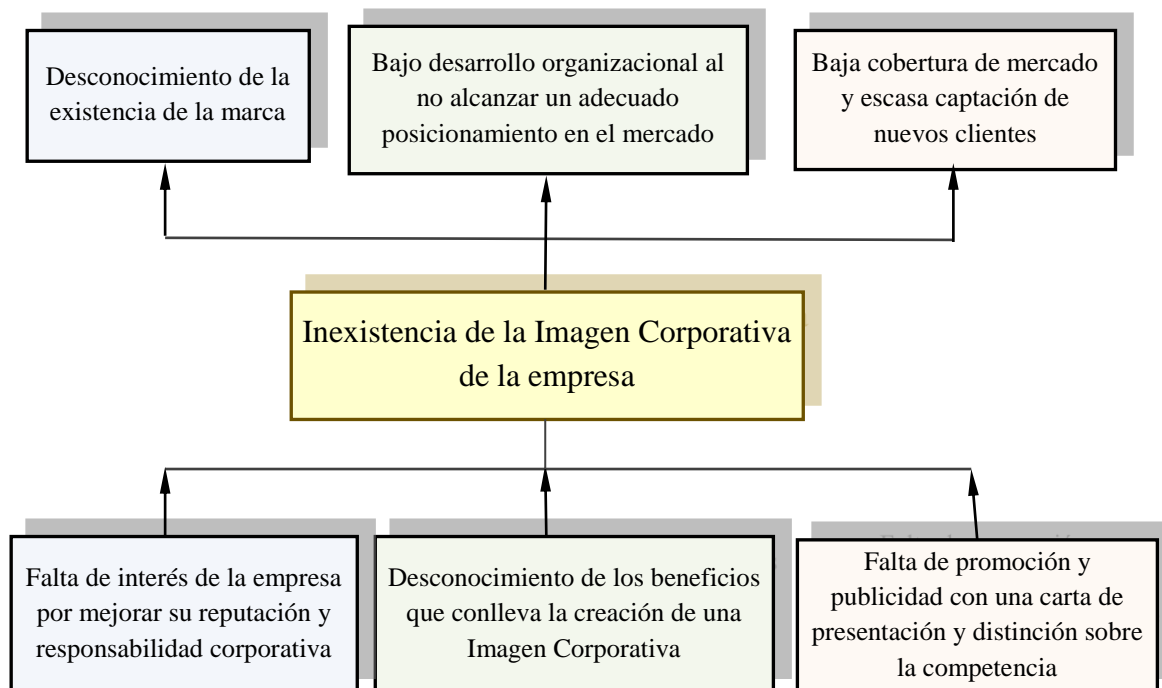 Desconocimiento de la
existencia de la marca
Bajo desarrollo organizacional al
no alcanzar un adecuado
posicionamiento en el mercado
Baja cobertura de mercado
y escasa captación de
nuevos clientes
Inexistencia de la Imagen Corporativa
de la empresa
Falta de interés de la empresa
por mejorar su reputación y
responsabilidad corporativa
Desconocimiento de los beneficios
que conlleva la creación de una
Imagen Corporativa
Falta de promoción y
publicidad con una carta de
presentación y distinción sobre
la competencia